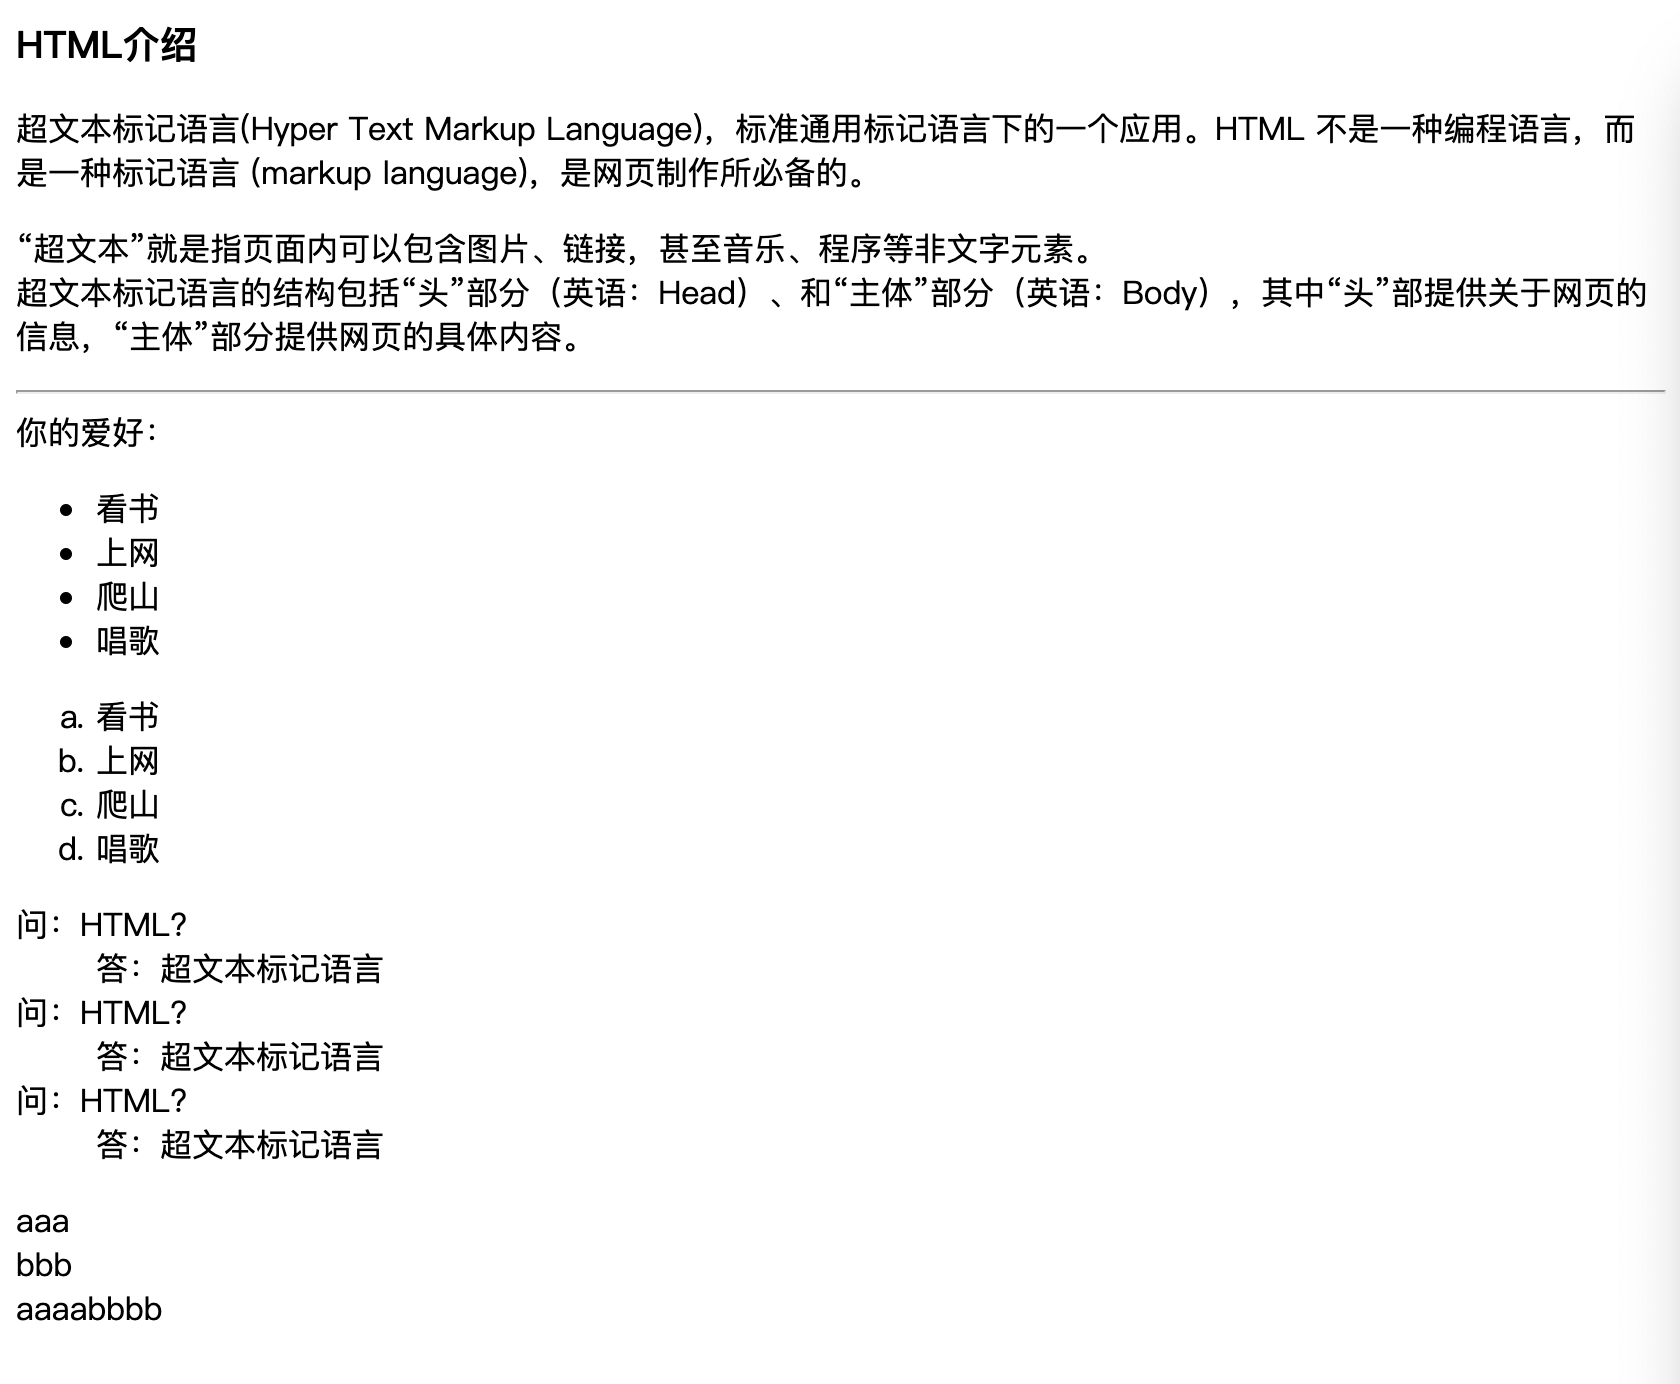 HTML介绍
超文本标记语言(Hyper Text Markup Language)，标准通用标记语言下的一个应用。HTML 不是一种编程语言，而
是一种标记语言 (markup language)，是网页制作所必备的。
“超文本”就是指页面内可以包含图片、链接，甚至音乐、程序等非文字元素。
超文本标记语言的结构包括“头”部分（英语：Head）、和“主体”部分（英语：Body），其中“头”部提供关于网页的
信息，“主体”部分提供网页的具体内容。
你的爱好：
• 看书
• 上网
• 爬山
• 唱歌
a. 看书
b. 上网
c. 爬山
d. 唱歌
问：HTML?
答：超文本标记语言
问：HTML?
答：超文本标记语言
问：HTML?
答：超文本标记语言
aaa
bbb
aaaabbbb